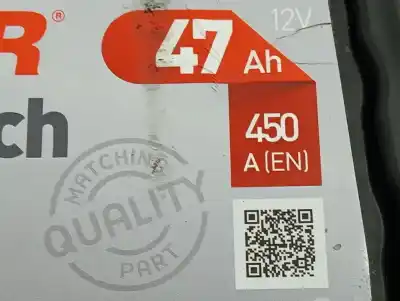 R® 47 Ah 12V
450
A (EN)
ch
MATCHING
QUALITY
PART